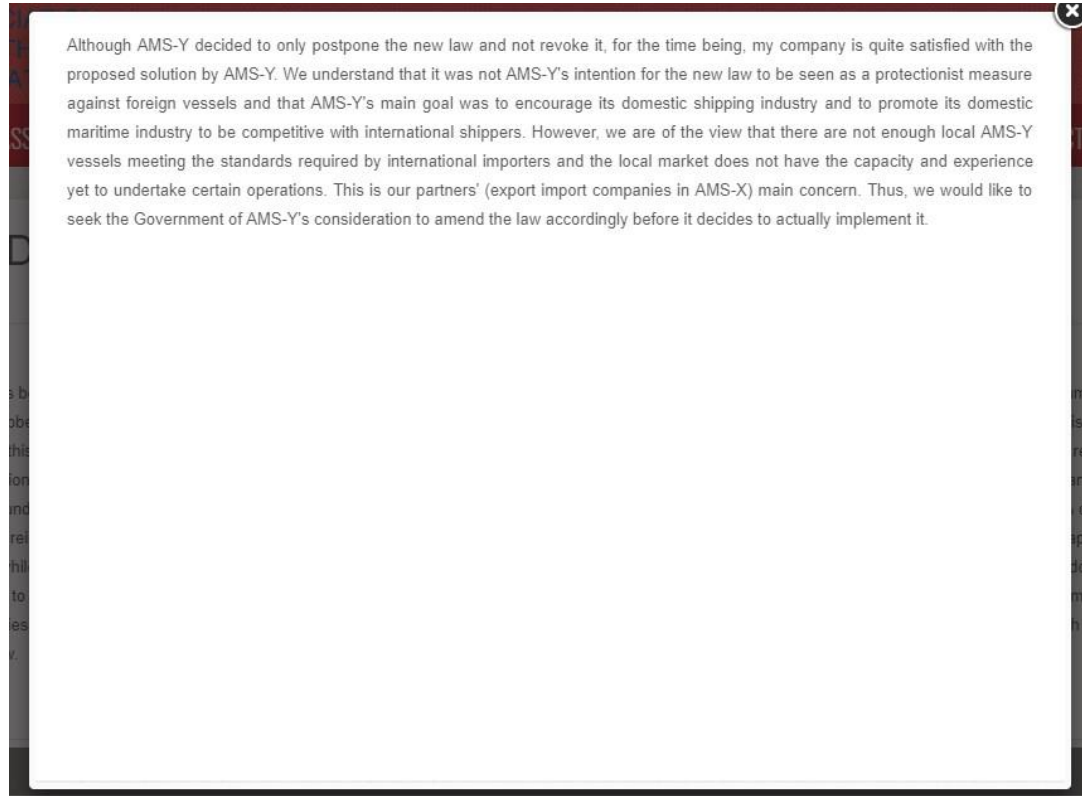 Although AMS-Y decided to only postpone the new law and not revoke it, for the time being, my company is quite satisfied with the
proposed solution by AMS-Y. We understand that it was not AMS-Y's intention for the new law to be seen as a protectionist measure
against foreign vessels and that AMS-Y's main goal was to encourage its domestic shipping industry and to promote its domestic
maritime industry to be competitive with international shippers. However, we are of the view that there are not enough local AMS-Y
vessels meeting the standards required by international importers and the local market does not have the capacity and experience
yet to undertake certain operations. This is our partners' (export import companies in AMS-X) main concern. Thus, we would like to
seek the Government of AMS-Y's consideration to amend the law accordingly before it decides to actually implement it.